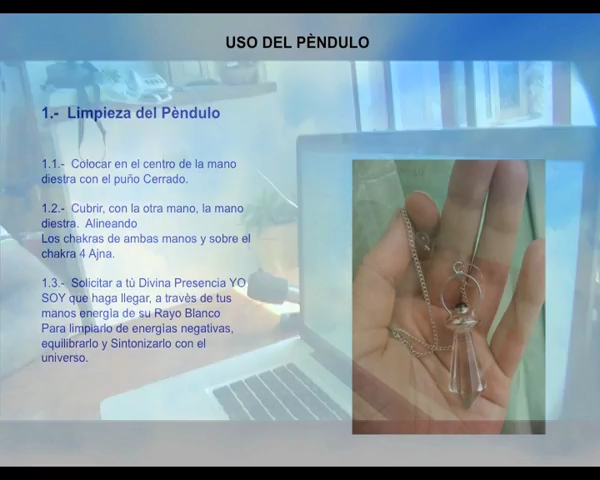 USO DEL PÈNDULO
1.- Limpieza del Pèndulo
1.1.- Colocar en el centro de la mano
diestra con el puño Cerrado.
1.2.- Cubrir, con la otra mano, la mano
diestra. Alineando
Los chakras de ambas manos y sobre el
chakra 4 Ajna.
1.3.- Solicitar a tù Divina Presencia YO
SOY que haga llegar, a travès de tus
manos energìa de su Rayo Blanco
Para limpiarlo de energìas negativas,
equilibrarlo y Sintonizarlo con el
universo.